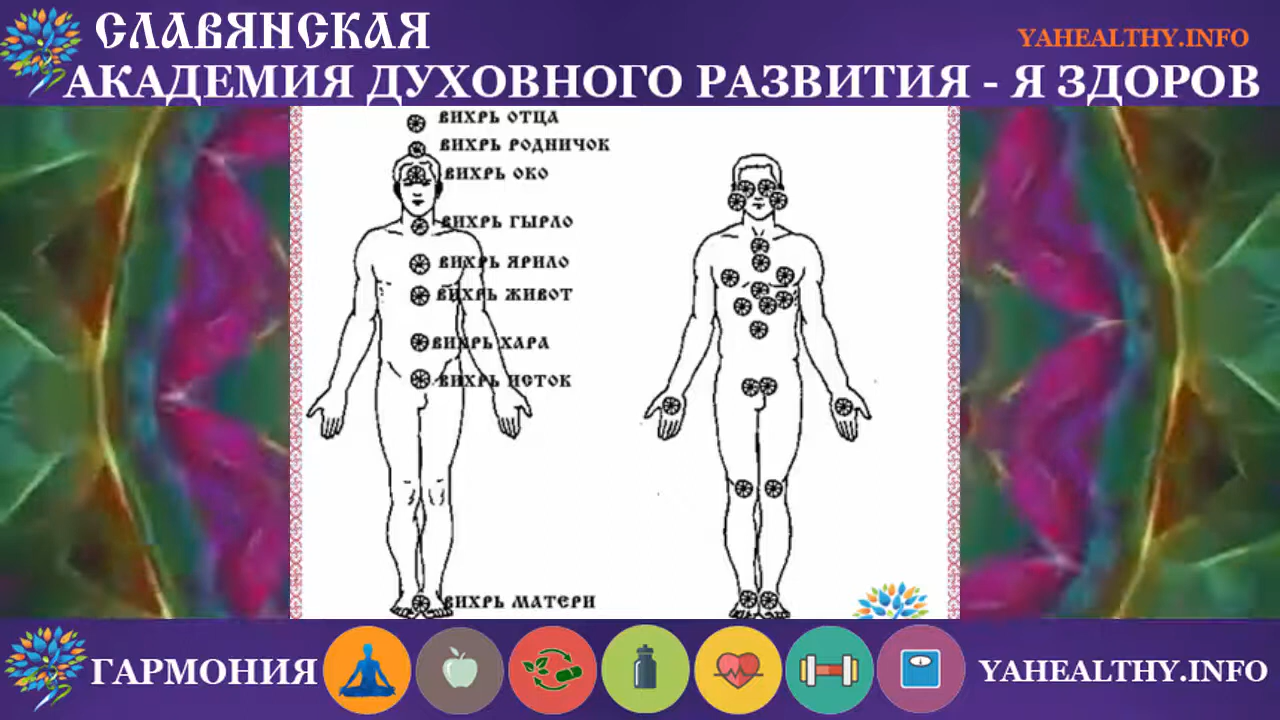 СЛАВЯНСКАЯ
YAHEALTHY.INFO
АКАДЕМИЯ ДУХОВНОГО РАЗВИТИЯ - Я ЗДОРОВ
ВИХРЬ ОТЦА
ВИХРЬ РОДНИЧОК
ВИХРЬ ОКО
ВИХРЬ ГЫРЛО
ВИХРЬ ЯРИЛО
ВИХРЬ ЖИВОТ
ВИХРЬ ХАРА
ВИХРЬ ИСТОК
ВИХРЬ МАТЕРИ
ГАРМОНИЯ
YAHEALTHY.INFO